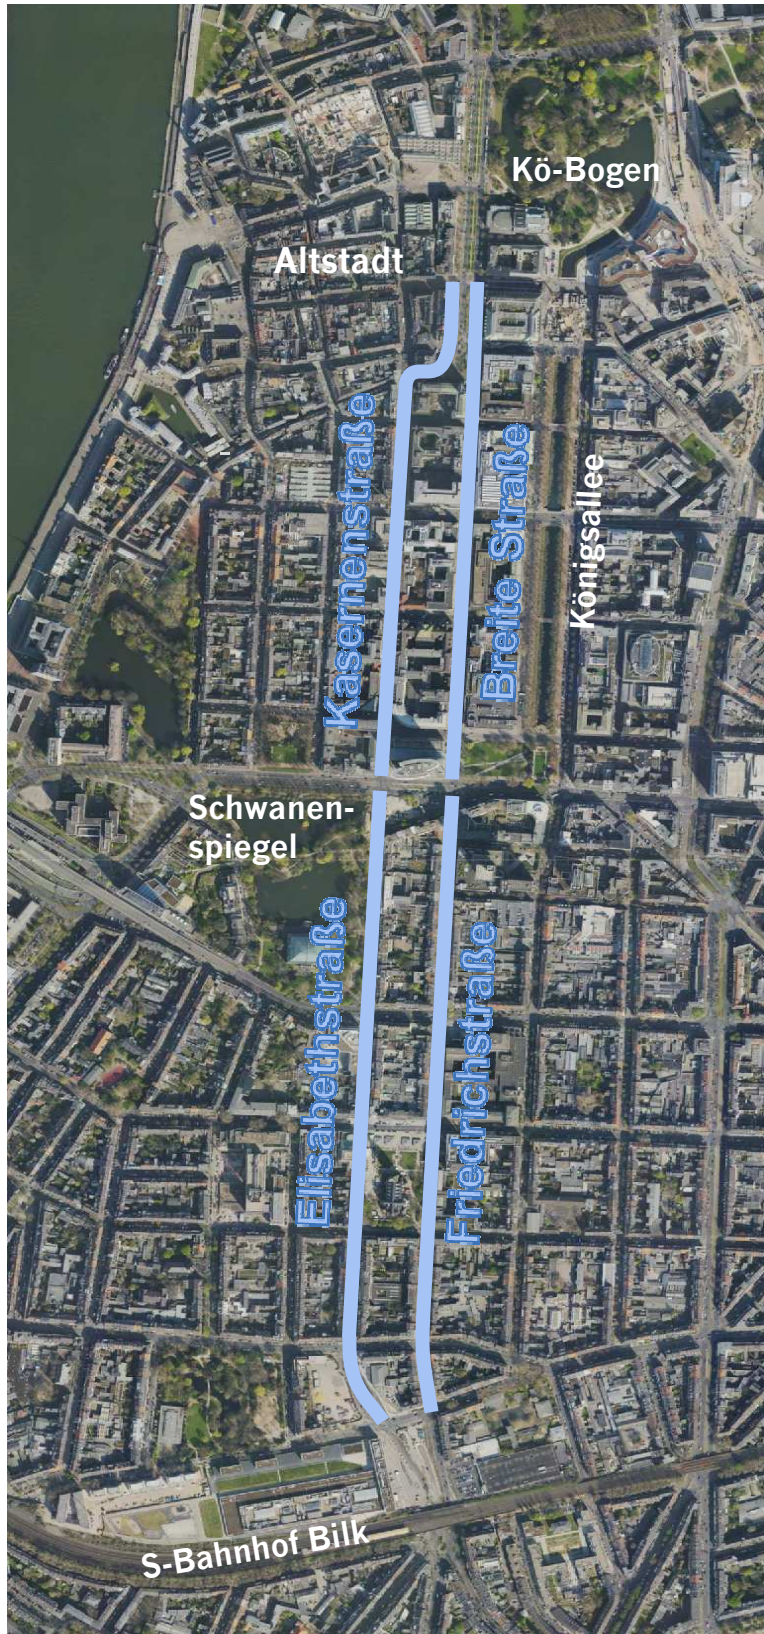 Kö-Bogen
Altstadt
Kasernenstraße
Breite Straße
Königsallee
Schwanen-
spiegel
Elisabethstraße
Friedrichstraße
S-Bahnhof Bilk